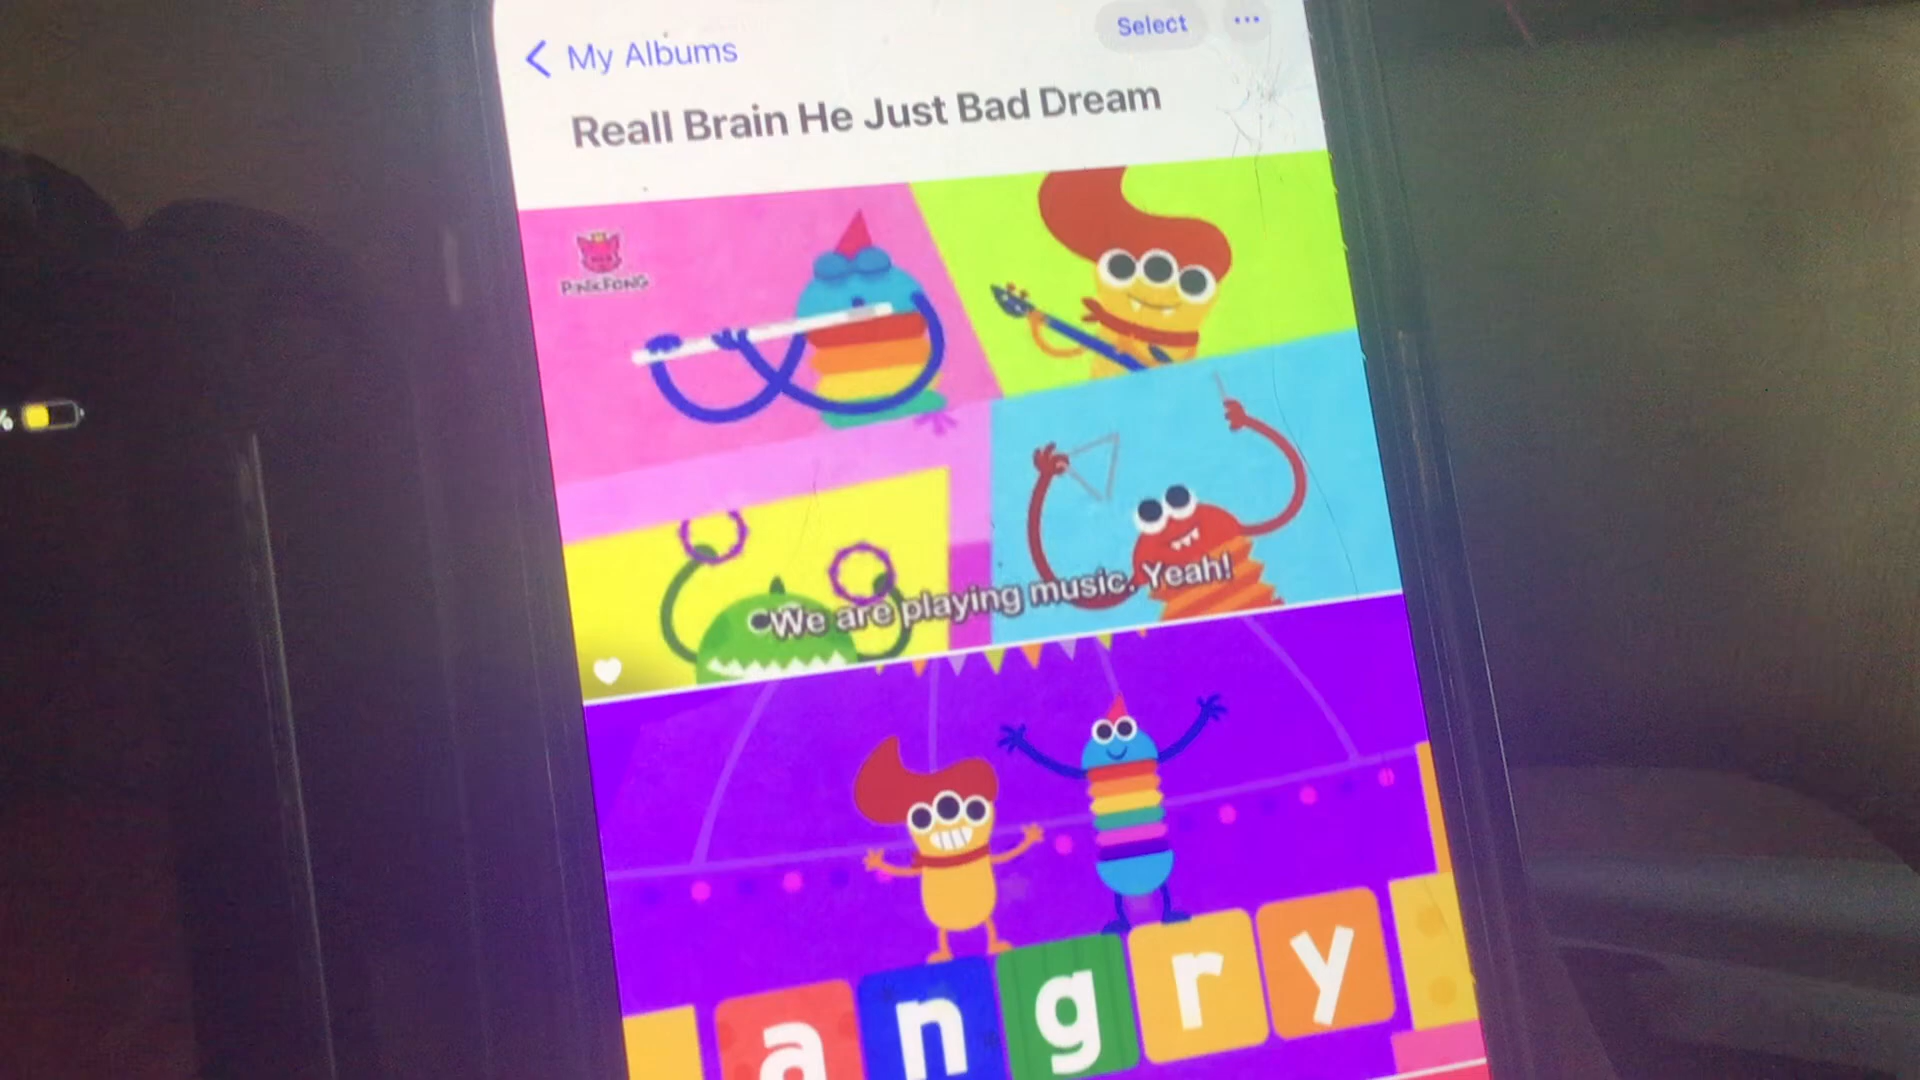 My Albums
Select
Reall Brain He Just Bad Dream
PINKFONG
We are playing music. Yeah!
angry
%